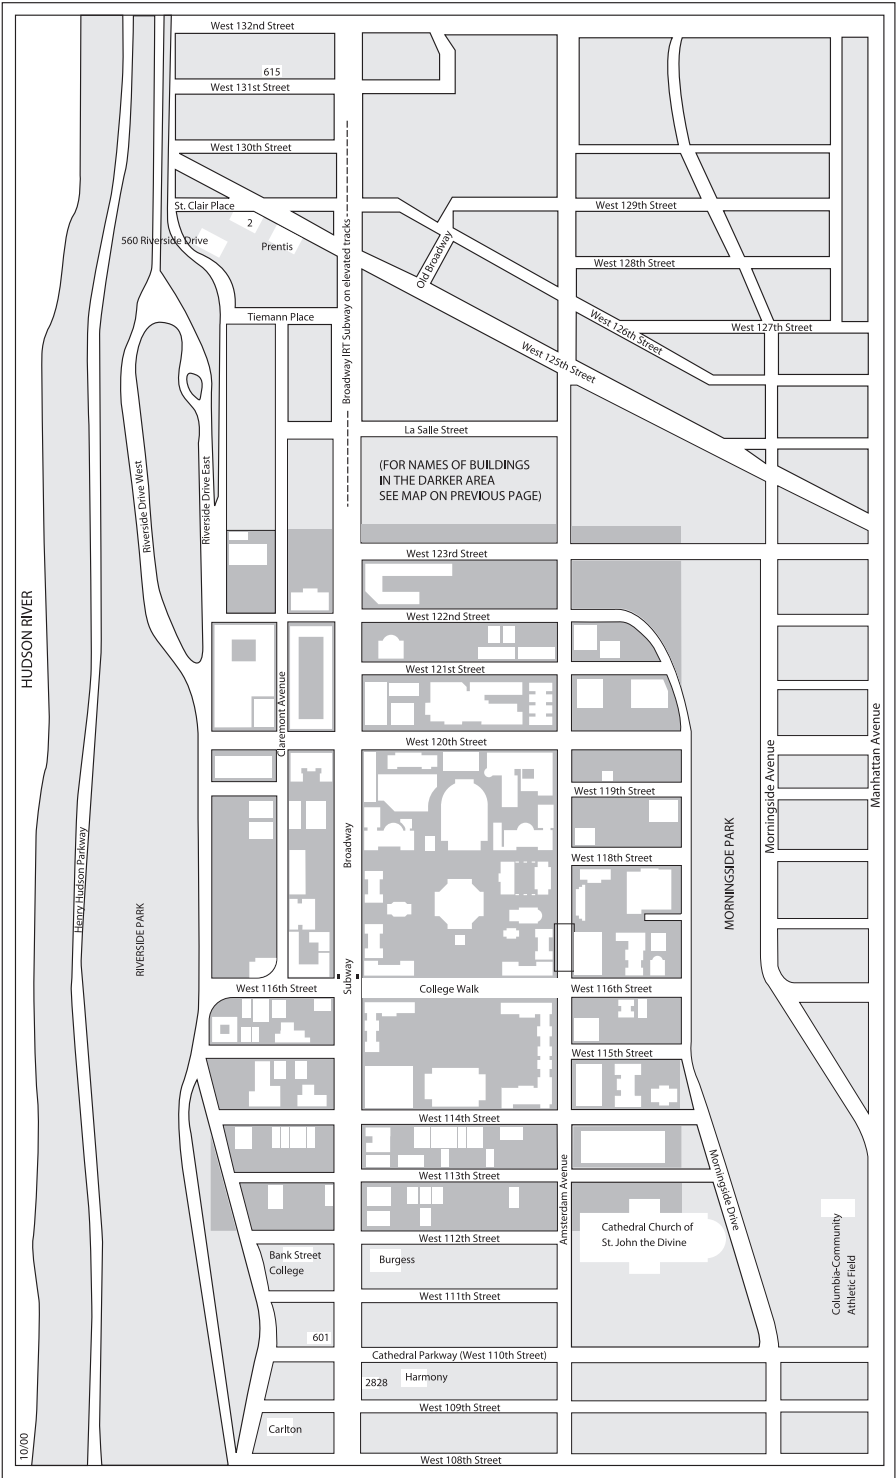 West 132nd Street
615
West 131st Street
West 130th Street
St. Clair Place
2
560 Riverside Drive
Prentis
Broadway IRT Subway on elevated tracks
Old Broadway
West 129th Street
West 128th Street
Tiemann Place
West 126th Street
West 127th Street
West 125th Street
La Salle Street
(FOR NAMES OF BUILDINGS
IN THE DARKER AREA
SEE MAP ON PREVIOUS PAGE)
Riverside Drive West
Riverside Drive East
West 123rd Street
HUDSON RIVER
West 122nd Street
West 121st Street
Claremont Avenue
West 120th Street
Morningside Avenue
Manhattan Avenue
West 119th Street
Henry Hudson Parkway
Broadway
West 118th Street
MORNINGSIDE PARK
RIVERSIDE PARK
Subway
West 116th Street
College Walk
West 116th Street
West 115th Street
West 114th Street
Amsterdam Avenue
Morningside Drive
West 113th Street
Cathedral Church of
St. John the Divine
Columbia-Community
Athletic Field
West 112th Street
Bank Street
College
Burgess
West 111th Street
601
Cathedral Parkway (West 110th Street)
2828
Harmony
West 109th Street
Carlton
10/00
West 108th Street